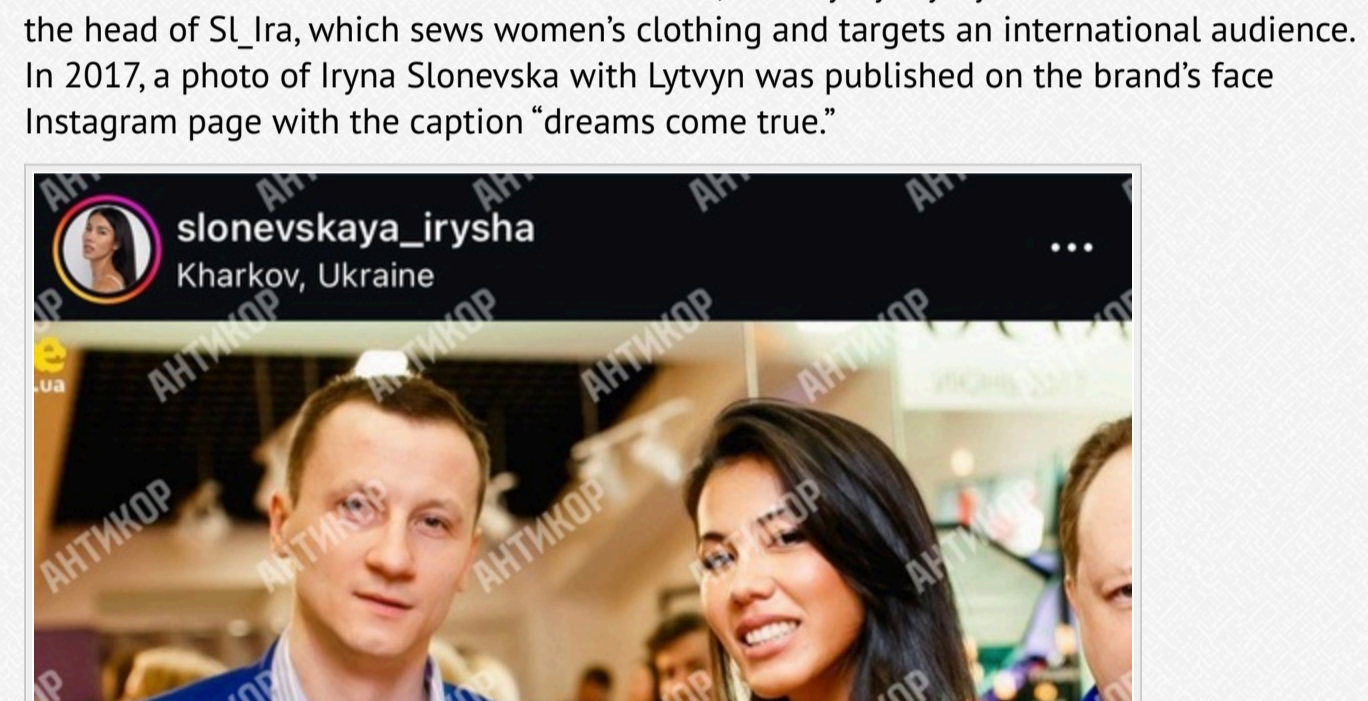 the head of Sl_Ira, which sews women's clothing and targets an international audience.
In 2017, a photo of Iryna Slonevska with Lytvyn was published on the brand's face
Instagram page with the caption “dreams come true.”
slonevskaya_irysha
Kharkov, Ukraine
e
.ua
АНТИКОР